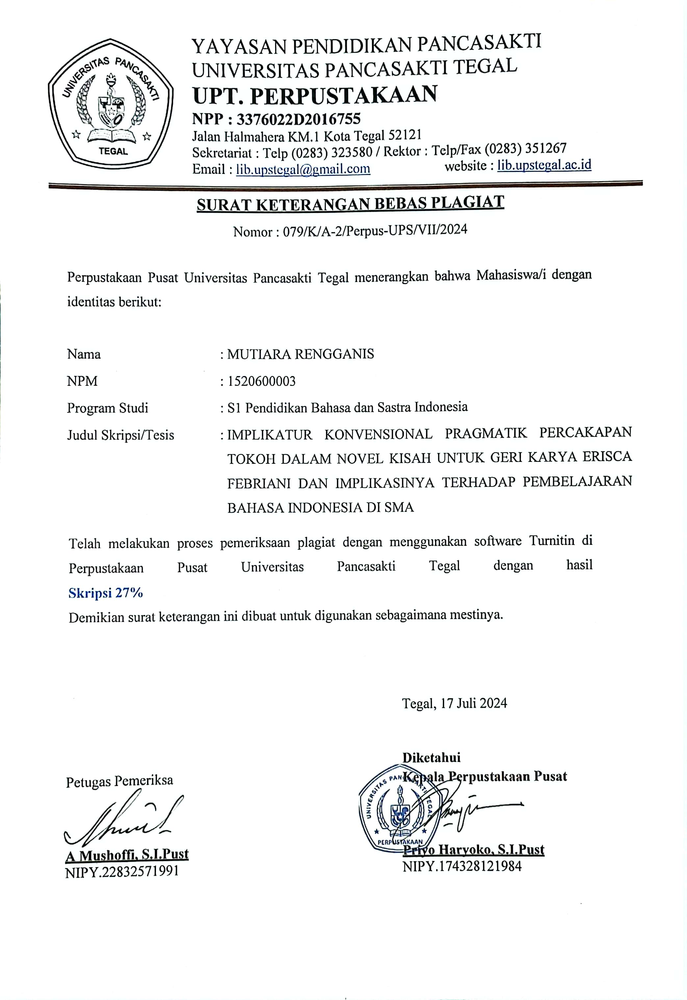 UNIVERSITAS PANCASAKTI
TEGAL
YAYASAN PENDIDIKAN PANCASAKTI
UNIVERSITAS PANCASAKTI TEGAL
UPT. PERPUSTAKAAN
NPP : 3376022D2016755
Jalan Halmahera KM.1 Kota Tegal 52121
Sekretariat : Telp (0283) 323580 / Rektor : Telp/Fax (0283) 351267
Email : lib.upstegal@gmail.com website : lib.upstegal.ac.id
SURAT KETERANGAN BEBAS PLAGIAT
Nomor : 079/K/A-2/Perpus-UPS/VII/2024
Perpustakaan Pusat Universitas Pancasakti Tegal menerangkan bahwa Mahasiswa/i dengan
identitas berikut:
Nama : MUTIARA RENGGANIS
NPM : 1520600003
Program Studi : S1 Pendidikan Bahasa dan Sastra Indonesia
Judul Skripsi/Tesis : IMPLIKATUR KONVENSIONAL PRAGMATIK PERCAKAPAN
TOKOH DALAM NOVEL KISAH UNTUK GERI KARYA ERISCA
FEBRIANI DAN IMPLIKASINYA TERHADAP PEMBELAJARAN
BAHASA INDONESIA DI SMA
Telah melakukan proses pemeriksaan plagiat dengan menggunakan software Turnitin di
Perpustakaan Pusat Universitas Pancasakti Tegal dengan hasil
Skripsi 27%
Demikian surat keterangan ini dibuat untuk digunakan sebagaimana mestinya.
Tegal, 17 Juli 2024
Diketahui
Kepala Perpustakaan Pusat
Petugas Pemeriksa
UNIVERSITAS PANCASAKTI TEGAL
PERPUSTAKAAN
Priyo Haryoko, S.I.Pust
NIPY.174328121984
A Mushoffi, S.I.Pust
NIPY.22832571991